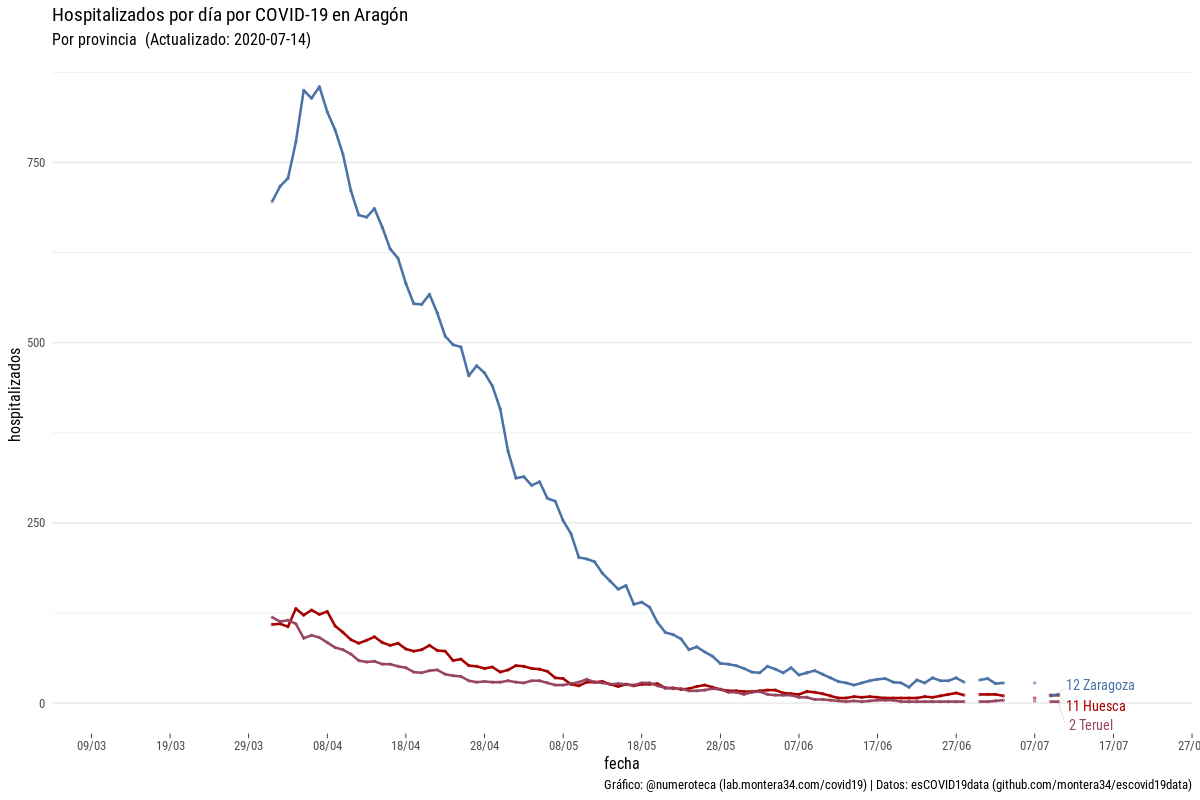 Hospitalizados por día por COVID-19 en Aragón
Por provincia (Actualizado: 2020-07-14)
hospitalizados
750
500
250
0
12 Zaragoza
11 Huesca
2 Teruel
09/03 19/03 29/03 08/04 18/04 28/04 08/05 18/05 28/05 07/06 17/06 27/06 07/07 17/07 27/0
fecha
Gráfico: @numeroteca (lab.montera34.com/covid19) | Datos: esCOVID19data (github.com/montera34/escovid19data)